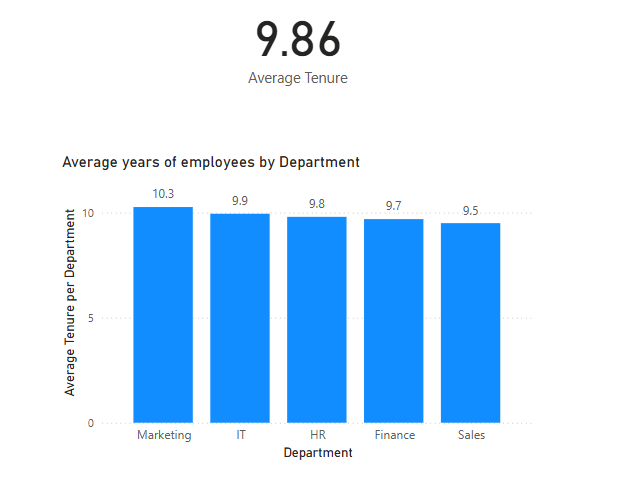 9.86
Average Tenure
Average years of employees by Department
Average Tenure per Department
10
5
0
10.3
9.9
9.8
9.7
9.5
Marketing
IT
HR
Finance
Sales
Department